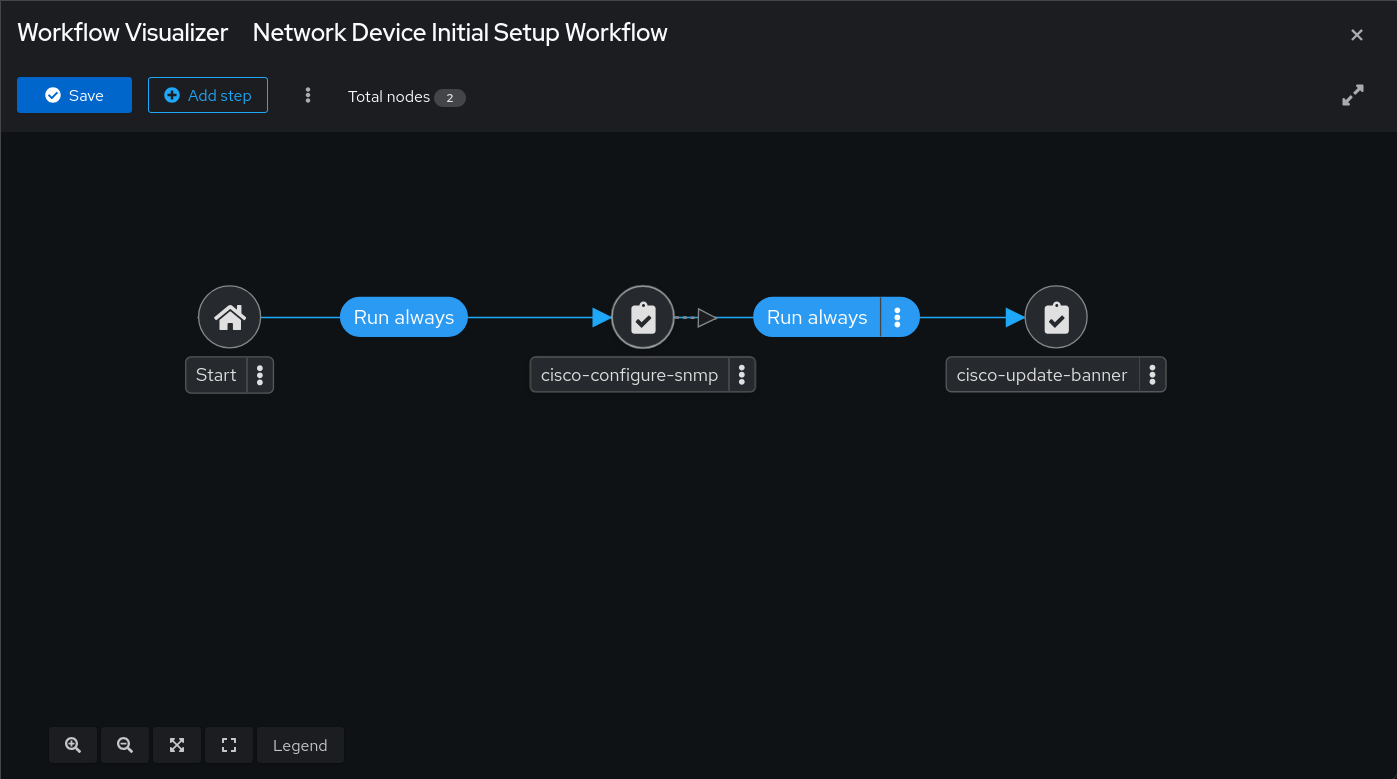 Workflow Visualizer Network Device Initial Setup Workflow
Save Add step Total nodes 2
Run always Run always
Start cisco-configure-snmp cisco-update-banner
Legend